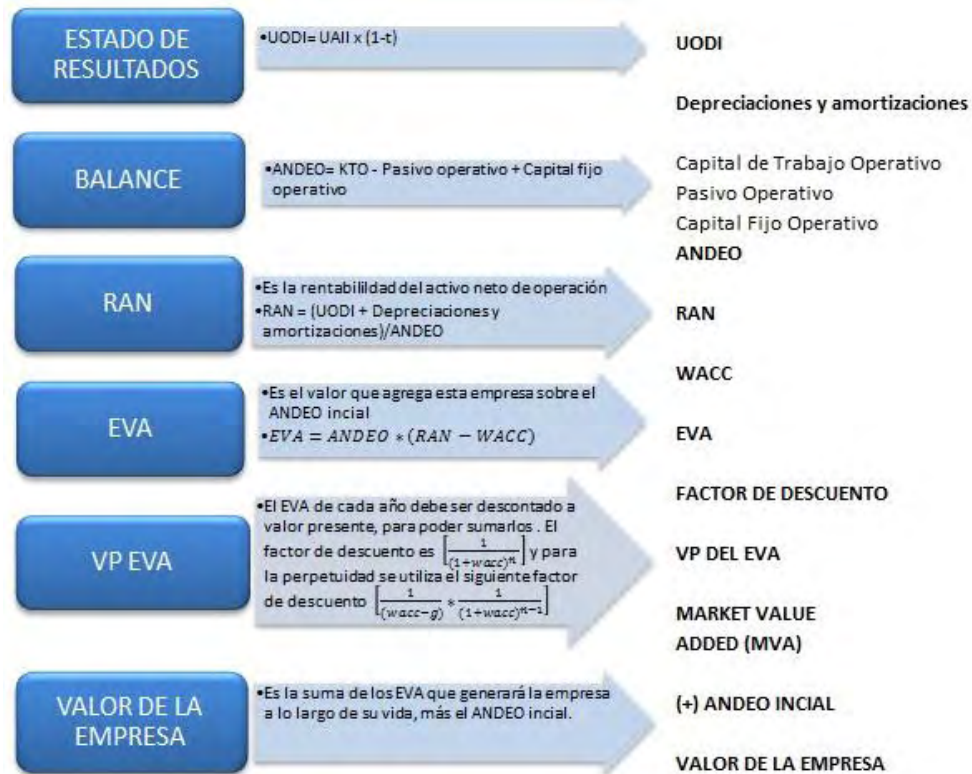 ESTADO DE
RESULTADOS
•UODI= UAII x (1-t)
UODI
Depreciaciones y amortizaciones
BALANCE
•ANDEO= KTO - Pasivo operativo + Capital fijo
operativo
Capital de Trabajo Operativo
Pasivo Operativo
Capital Fijo Operativo
ANDEO
RAN
•Es la rentabilildad del activo neto de operación
•RAN = (UODI + Depreciaciones y
amortizaciones)/ANDEO
RAN
WACC
EVA
•Es el valor que agrega esta empresa sobre el
ANDEO incial
•EVA = ANDEO * (RAN − WACC)
EVA
FACTOR DE DESCUENTO
VP EVA
•El EVA de cada año debe ser descontado a
valor presente, para poder sumarlos . El
factor de descuento es [1/(1+wacc)^n] y para
la perpetuidad se utiliza el siguiente factor
de descuento [1/(wacc−g) * 1/(1+wacc)^n−1]
VP DEL EVA
MARKET VALUE
ADDED (MVA)
VALOR DE LA
EMPRESA
•Es la suma de los EVA que generará la empresa
a lo largo de su vida, más el ANDEO incial.
(+) ANDEO INCIAL
VALOR DE LA EMPRESA